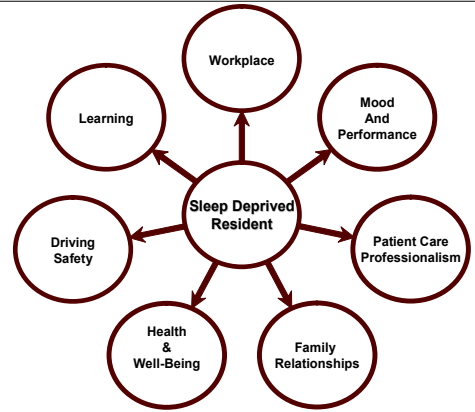 Workplace
Mood
And
Performance
Learning
Sleep Deprived
Resident
Driving
Safety
Patient Care
Professionalism
Health
&
Well-Being
Family
Relationships